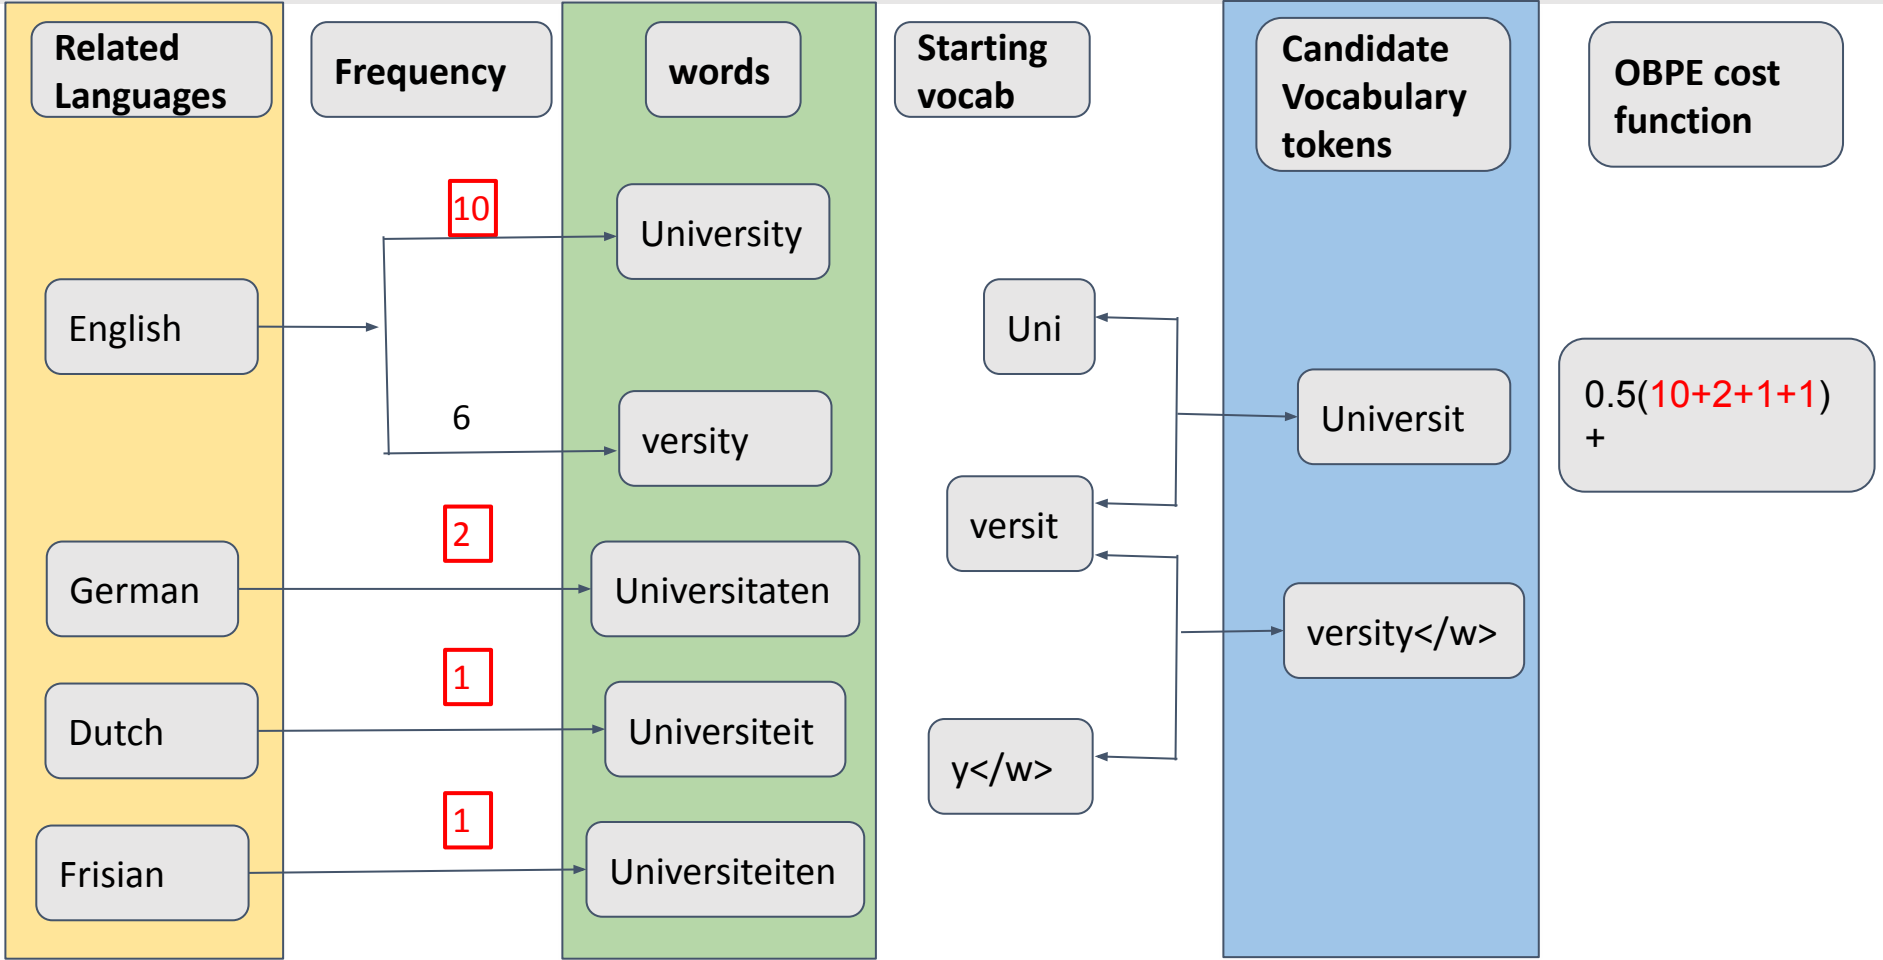 Related
Languages
Frequency
words
Starting
vocab
Candidate
Vocabulary
tokens
OBPE cost
function
10
University
English
Uni
6
versity
Universit
0.5(10+2+1+1)
+
2
versit
German
Universitaten
versity</w>
1
Dutch
Universiteit
y</w>
1
Frisian
Universiteiten